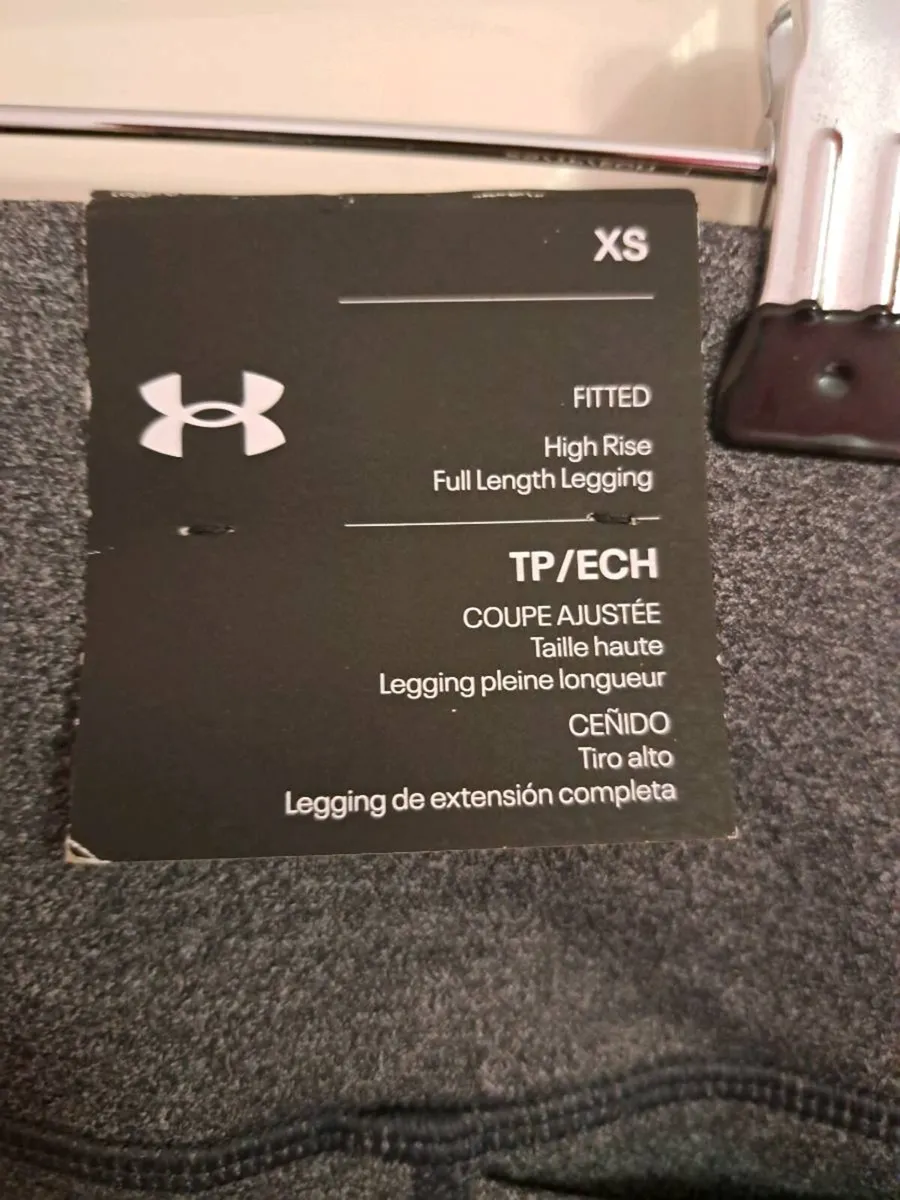 XS
FITTED
High Rise
Full Length Legging
TP/ECH
COUPE AJUSTÉE
Taille haute
Legging pleine longueur
CEÑIDO
Tiro alto
Legging de extensión completa